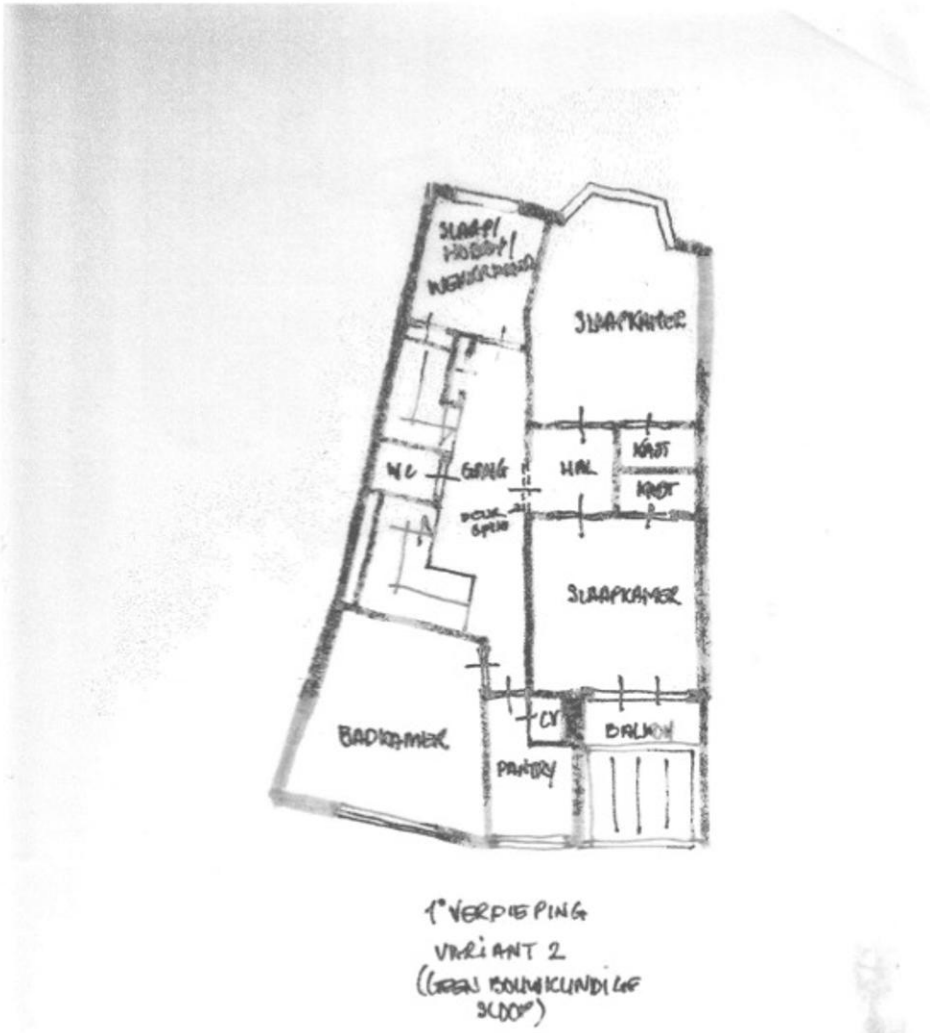 SLAAP/
HOBBY/
WERKKAMER
SLAAPKAMER
KAST
WC
GANG
HAL
KAST
DEUR
SLAAPKAMER
CV
BALKON
BADKAMER
PANTRY
1e VERDIEPING
VARIANT 2
(GEEN BOUWKUNDIGE
SLOOP)